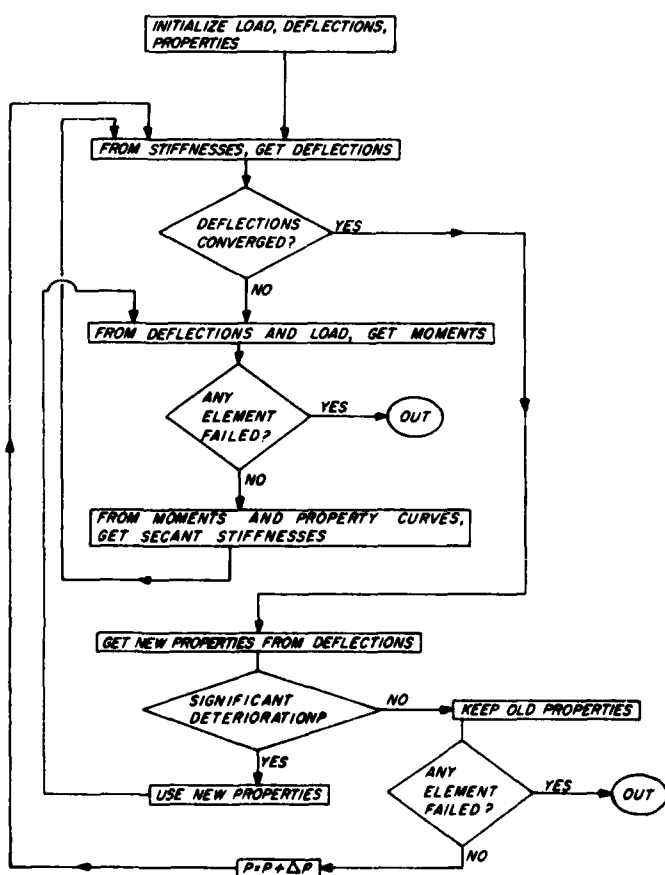 INITIALIZE LOAD, DEFLECTIONS,
PROPERTIES
FROM STIFFNESSES, GET DEFLECTIONS
DEFLECTIONS
CONVERGED?
YES
NO
FROM DEFLECTIONS AND LOAD, GET MOMENTS
ANY
ELEMENT
FAILED?
YES
OUT
NO
FROM MOMENTS AND PROPERTY CURVES,
GET SECANT STIFFNESSES
GET NEW PROPERTIES FROM DEFLECTIONS
SIGNIFICANT
DETERIORATION?
NO
KEEP OLD PROPERTIES
YES
USE NEW PROPERTIES
ANY
ELEMENT
FAILED?
YES
OUT
NO
P=P+ΔP